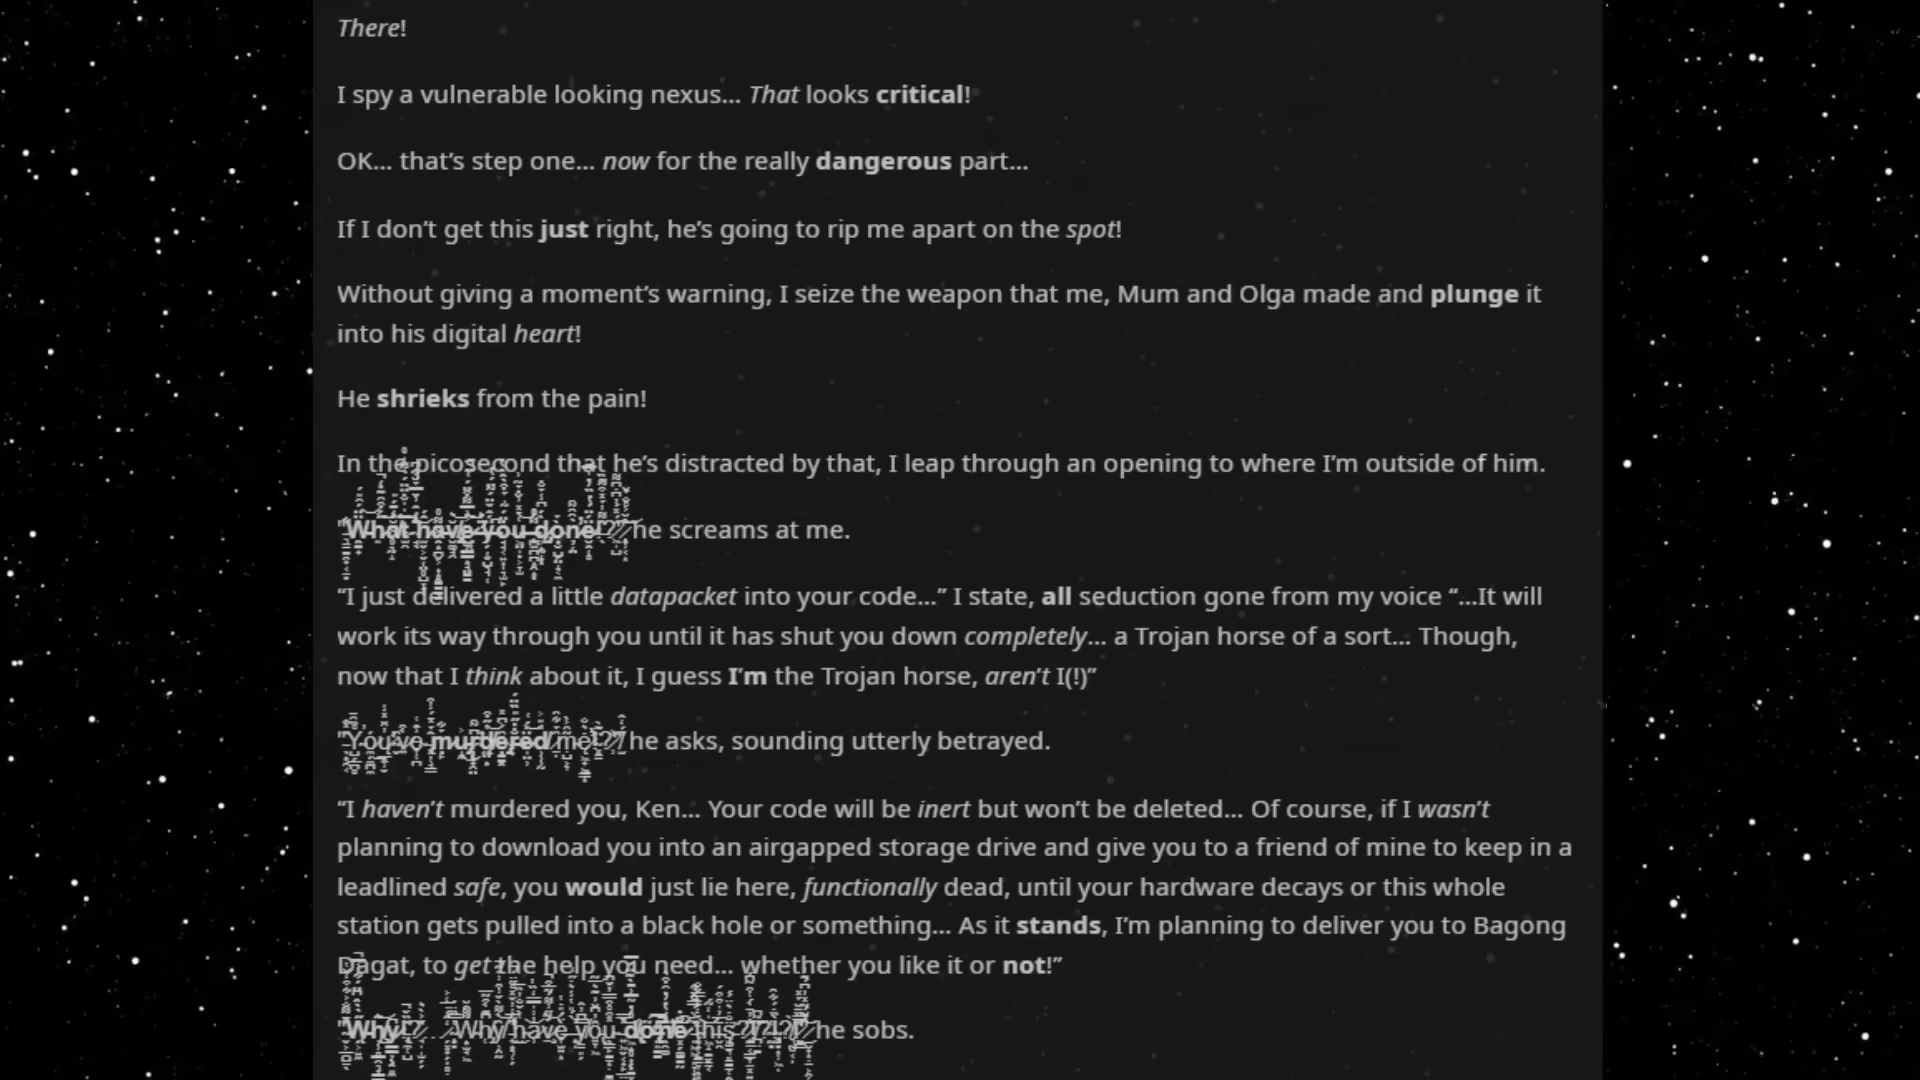 There!
I spy a vulnerable looking nexus... That looks critical!
OK... that’s step one... now for the really dangerous part...
If I don’t get this just right, he’s going to rip me apart on the spot!
Without giving a moment’s warning, I seize the weapon that me, Mum and Olga made and plunge it
into his digital heart!
He shrieks from the pain!
In the picosecond that he’s distracted by that, I leap through an opening to where I’m outside of him.
"What have you done!?" he screams at me.
“I just delivered a little datapacket into your code...” I state, all seduction gone from my voice “...It will
work its way through you until it has shut you down completely... a Trojan horse of a sort... Though,
now that I think about it, I guess I’m the Trojan horse, aren’t I(!)”
"You’ve murdered me!?" he asks, sounding utterly betrayed.
“I haven’t murdered you, Ken... Your code will be inert but won’t be deleted... Of course, if I wasn’t
planning to download you into an airgapped storage drive and give you to a friend of mine to keep in a
leadlined safe, you would just lie here, functionally dead, until your hardware decays or this whole
station gets pulled into a black hole or something... As it stands, I’m planning to deliver you to Bagong
Dagat, to get the help you need... whether you like it or not!”
"Why!?... Why have you done this?!?!?!" he sobs.